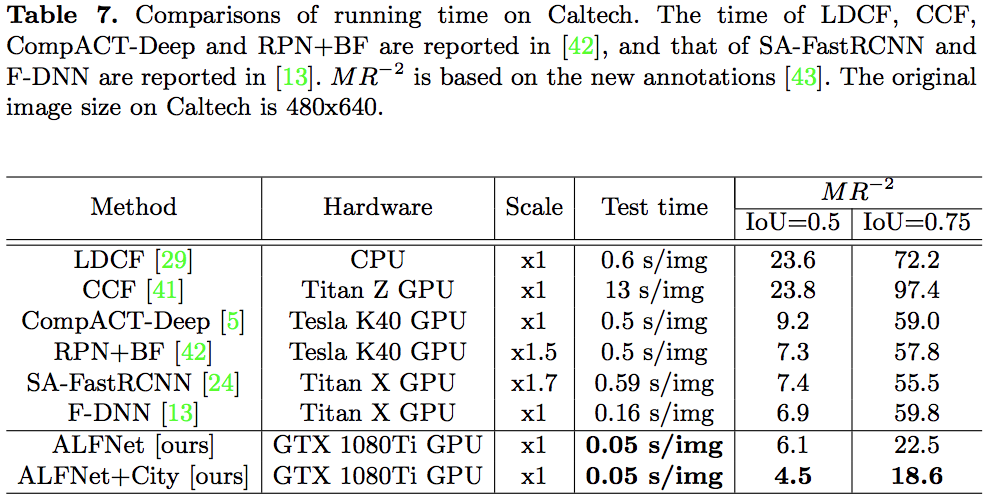 Table 7. Comparisons of running time on Caltech. The time of LDCF, CCF,
CompACT-Deep and RPN+BF are reported in [42], and that of SA-FastRCNN and
F-DNN are reported in [13]. MR⁻² is based on the new annotations [43]. The original
image size on Caltech is 480x640.
Method Hardware Scale Test time MR⁻²
IoU=0.5 IoU=0.75
LDCF [29] CPU x1 0.6 s/img 23.6 72.2
CCF [41] Titan Z GPU x1 13 s/img 23.8 97.4
CompACT-Deep [5] Tesla K40 GPU x1 0.5 s/img 9.2 59.0
RPN+BF [42] Tesla K40 GPU x1.5 0.5 s/img 7.3 57.8
SA-FastRCNN [24] Titan X GPU x1.7 0.59 s/img 7.4 55.5
F-DNN [13] Titan X GPU x1 0.16 s/img 6.9 59.8
ALFNet [ours] GTX 1080Ti GPU x1 0.05 s/img 6.1 22.5
ALFNet+City [ours] GTX 1080Ti GPU x1 0.05 s/img 4.5 18.6